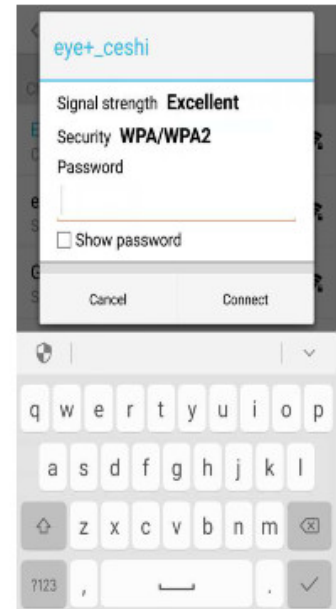 eye+_ceshi
Signal strength Excellent
Security WPA/WPA2
Password
Show password
Cancel Connect
q w e r t y u i o p
a s d f g h j k l
z x c v b n m
?123 , .